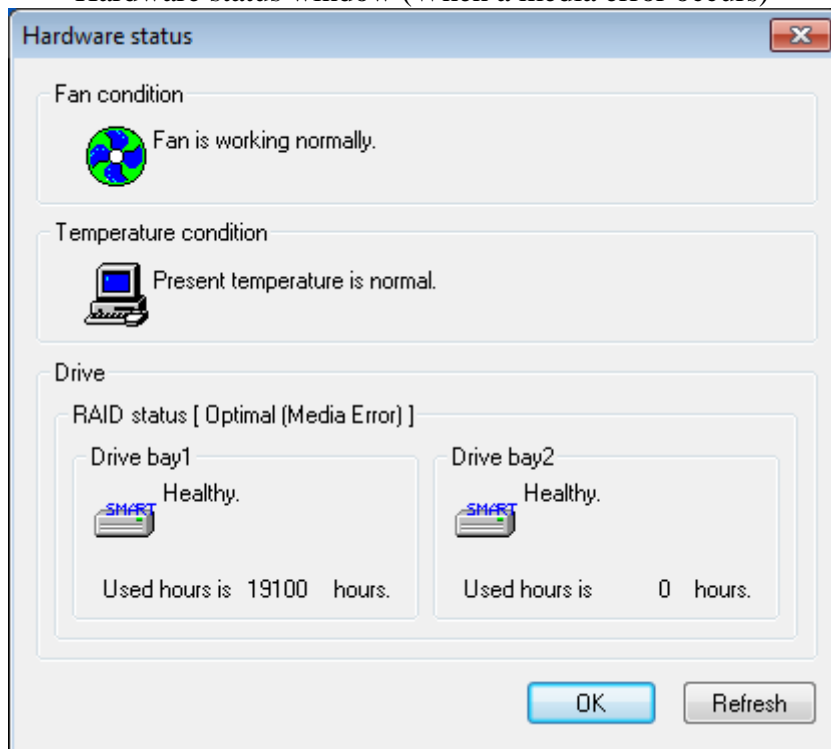 Hardware status window (When a media error occurs)
Hardware status
Fan condition
Fan is working normally.
Temperature condition
Present temperature is normal.
Drive
RAID status [ Optimal (Media Error) ]
Drive bay1
SMART
Healthy.
Used hours is 19100 hours.
Drive bay2
SMART
Healthy.
Used hours is 0 hours.
OK
Refresh